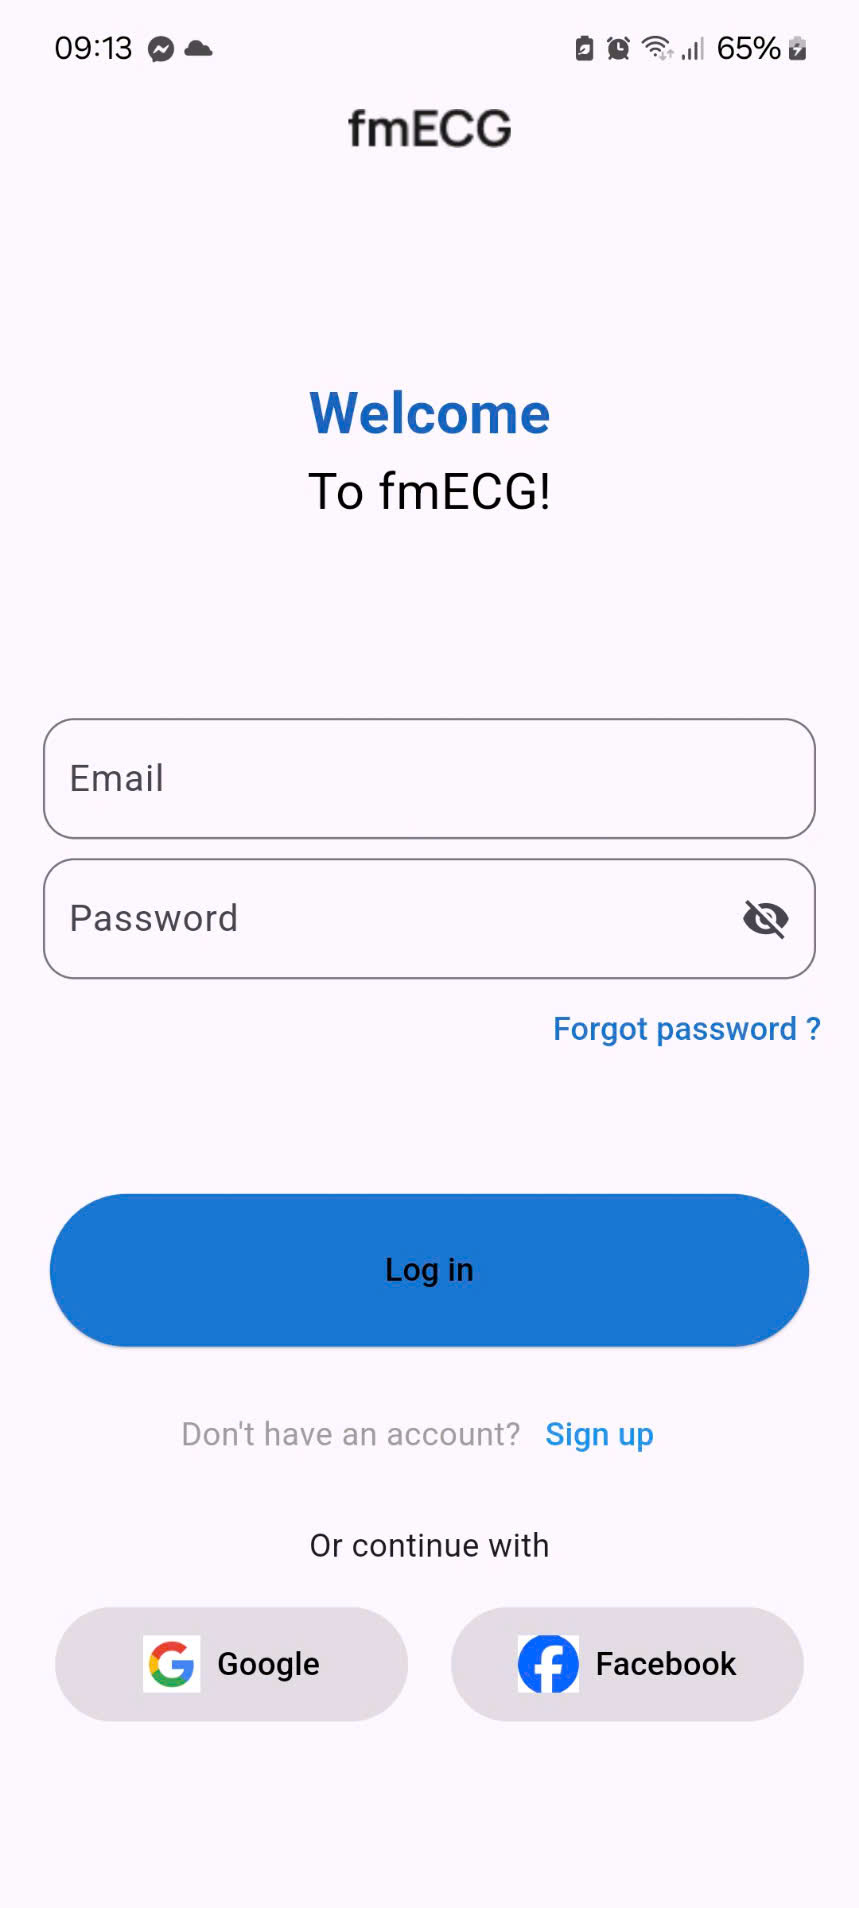 09:13 65%
fmECG
Welcome
To fmECG!
Email
Password
Forgot password ?
Log in
Don't have an account? Sign up
Or continue with
Google Facebook